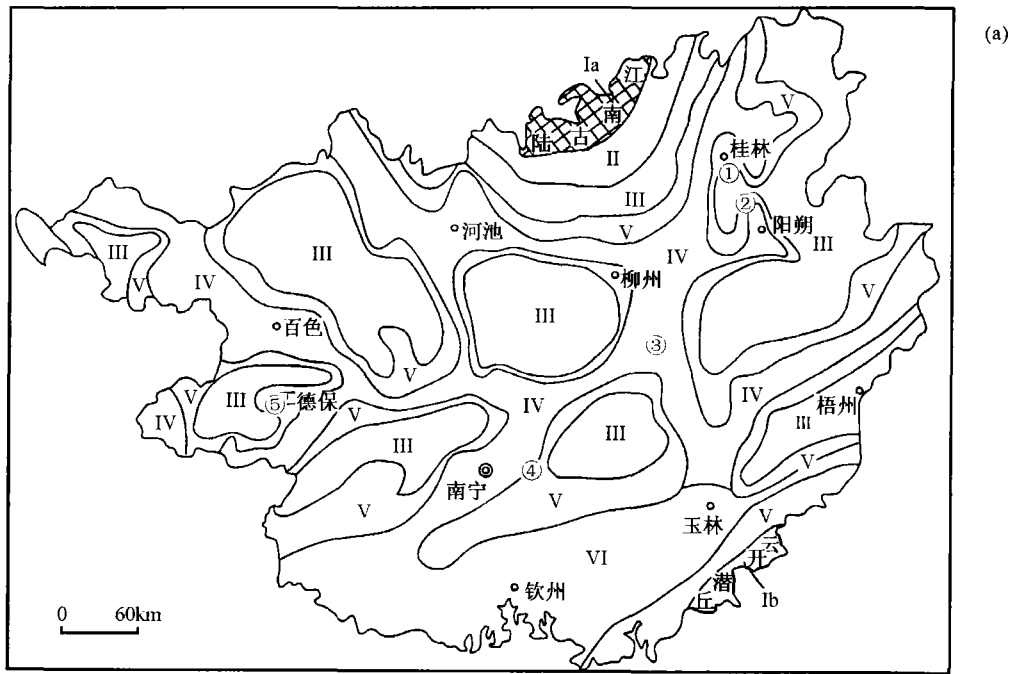 (a)
Ia
江
南
古
陆
II
III
V
V
桂林
①
②
阳朔
III
河池
IV
柳州
III
III
V
IV
III
V
百色
③
V
IV
梧州
III
V
III
⑤
德保
V
IV
V
IV
III
III
④
南宁
V
V
玉林
V
云
开
潜
丘
Ib
VI
钦州
0 60km